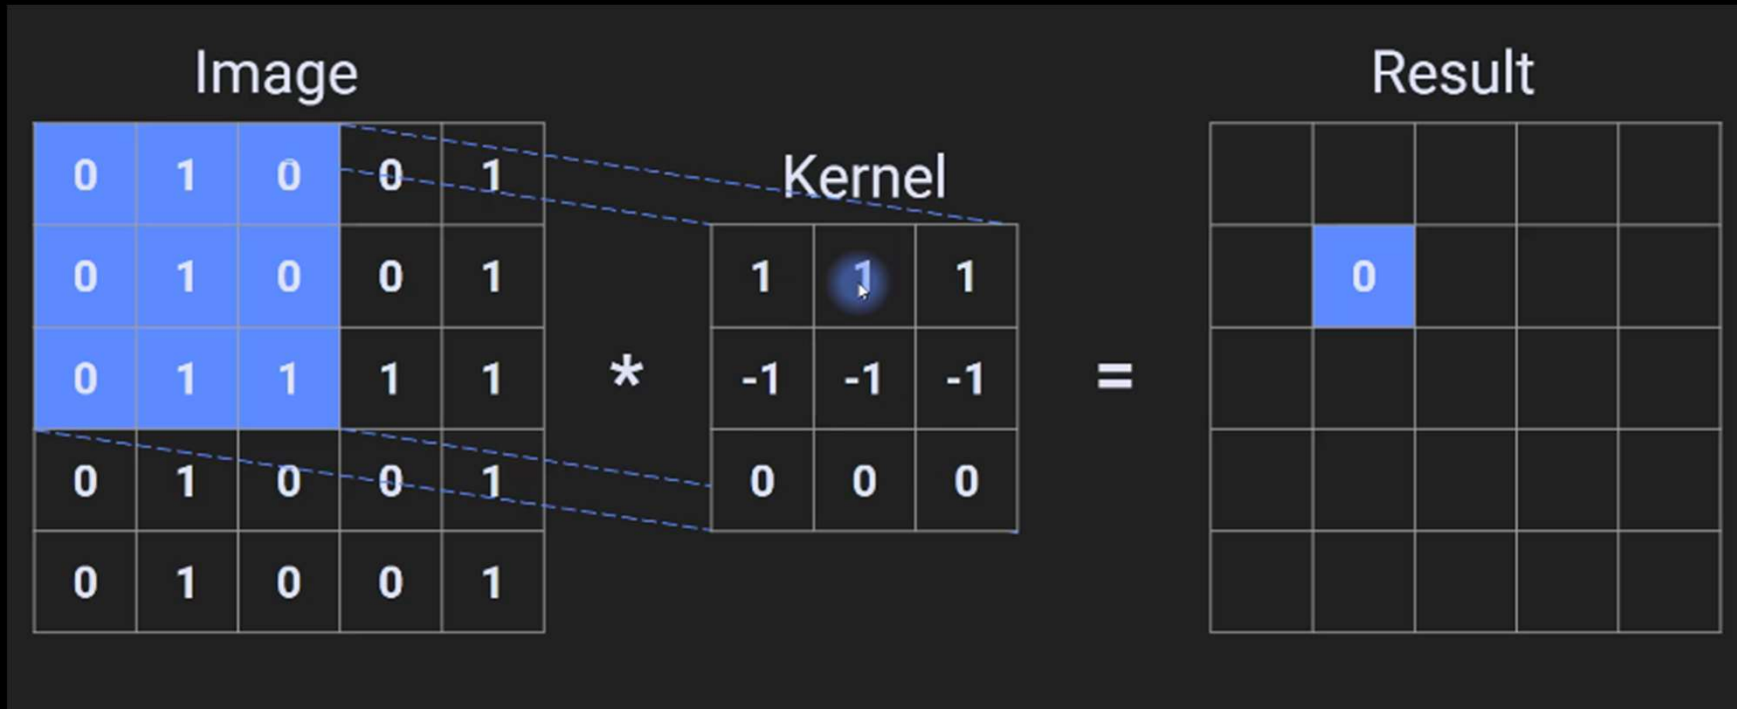 Image
Result
Kernel
0 1 0 0 1
0 1 0 0 1
0 1 1 1 1
0 1 0 0 1
0 1 0 0 1
*
1 1 1
-1 -1 -1
0 0 0
=
0